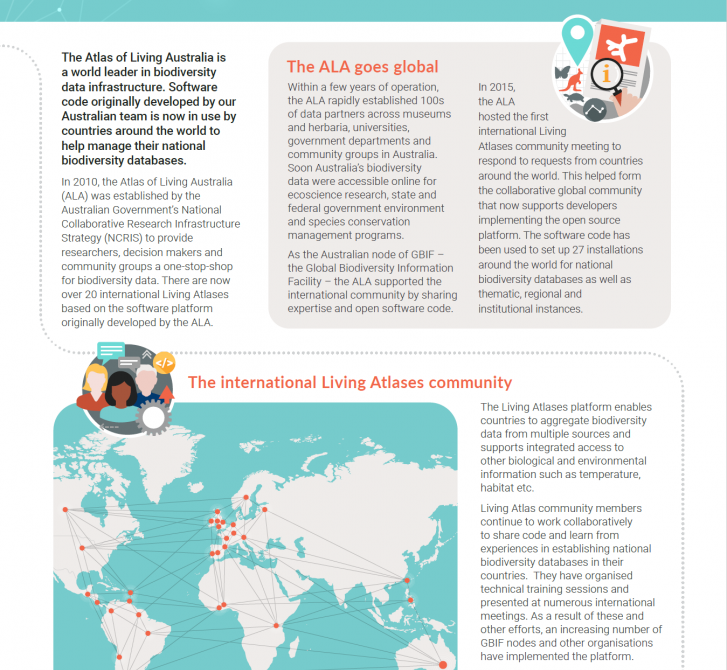 The Atlas of Living Australia is
a world leader in biodiversity
data infrastructure. Software
code originally developed by our
Australian team is now in use by
countries around the world to
help manage their national
biodiversity databases.
In 2010, the Atlas of Living Australia
(ALA) was established by the
Australian Government's National
Collaborative Research Infrastructure
Strategy (NCRIS) to provide
researchers, decision makers and
community groups a one-stop-shop
for biodiversity data. There are now
over 20 international Living Atlases
based on the software platform
originally developed by the ALA.
The ALA goes global
Within a few years of operation,
the ALA rapidly established 100s
of data partners across museums
and herbaria, universities,
government departments and
community groups in Australia.
Soon Australia's biodiversity
data were accessible online for
ecoscience research, state and
federal government environment
and species conservation
management programs.
As the Australian node of GBIF –
the Global Biodiversity Information
Facility – the ALA supported the
international community by sharing
expertise and open software code.
In 2015,
the ALA
hosted the first
international Living
Atlases community meeting to
respond to requests from countries
around the world. This helped form
the collaborative global community
that now supports developers
implementing the open source
platform. The software code has
been used to set up 27 installations
around the world for national
biodiversity databases as well as
thematic, regional and
institutional instances.
i
</>
The international Living Atlases community
The Living Atlases platform enables
countries to aggregate biodiversity
data from multiple sources and
supports integrated access to
other biological and environmental
information such as temperature,
habitat etc.
Living Atlas community members
continue to work collaboratively
to share code and learn from
experiences in establishing national
biodiversity databases in their
countries.  They have organised
technical training sessions and
presented at numerous international
meetings. As a result of these and
other efforts, an increasing number of
GBIF nodes and other organisations
have implemented the platform.